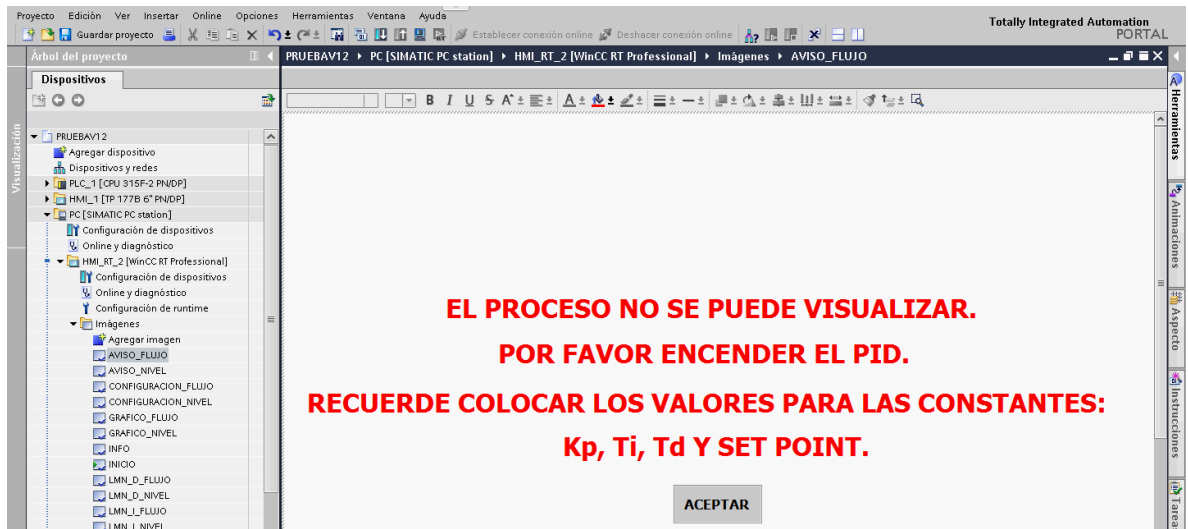 Proyecto Edición Ver Insertar Online Opciones Herramientas Ventana Ayuda
Totally Integrated Automation
PORTAL
Guardar proyecto Establecer conexión online Deshacer conexión online
Árbol del proyecto
PRUEBAV12 PC [SIMATIC PC station] HMI_RT_2 [WinCC RT Professional] Imágenes AVISO_FLUJO
Dispositivos
B I U S A
Visualización
PRUEBAV12
Agregar dispositivo
Dispositivos y redes
PLC_1 [CPU 315F-2 PN/DP]
HMI_1 [TP 177B 6" PN/DP]
PC [SIMATIC PC station]
Configuración de dispositivos
Online y diagnóstico
HMI_RT_2 [WinCC RT Professional]
Configuración de dispositivos
Online y diagnóstico
Configuración de runtime
Imágenes
Agregar imagen
AVISO_FLUJO
AVISO_NIVEL
CONFIGURACION_FLUJO
CONFIGURACION_NIVEL
GRAFICO_FLUJO
GRAFICO_NIVEL
INFO
INICIO
LMN_D_FLUJO
LMN_D_NIVEL
LMN_I_FLUJO
LMN_I_NIVEL
EL PROCESO NO SE PUEDE VISUALIZAR.
POR FAVOR ENCENDER EL PID.
RECUERDE COLOCAR LOS VALORES PARA LAS CONSTANTES:
Kp, Ti, Td Y SET POINT.
ACEPTAR
Herramientas
Animaciones
Aspecto
Instrucciones